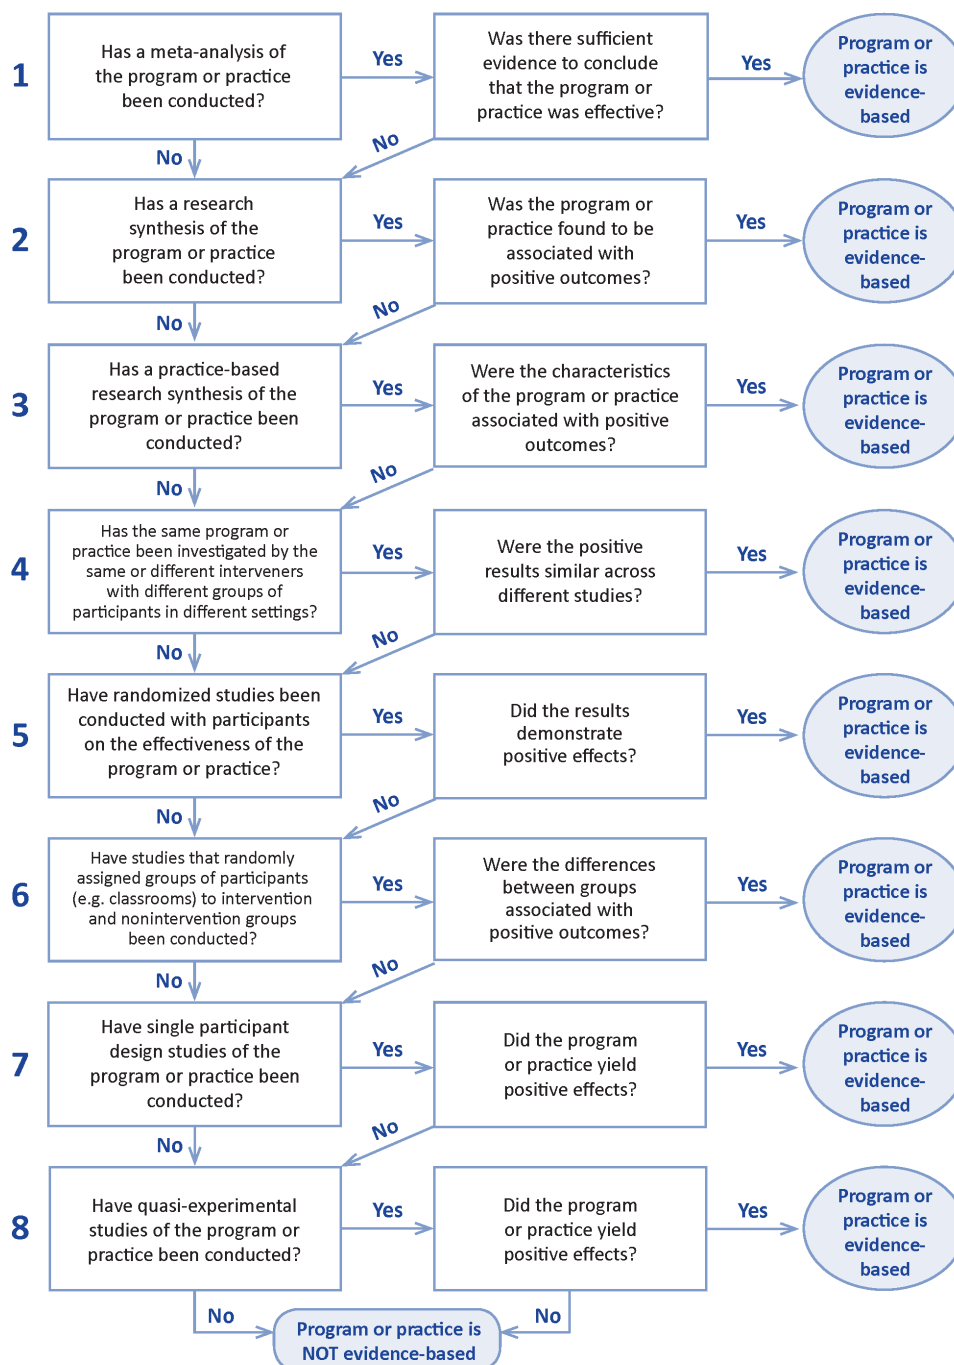 1
Has a meta-analysis of
the program or practice
been conducted?
Yes
Was there sufficient
evidence to conclude
that the program or
practice was effective?
Yes
Program or
practice is
evidence-
based
No
No
2
Has a research
synthesis of the
program or practice
been conducted?
Yes
Was the program or
practice found to be
associated with
positive outcomes?
Yes
Program or
practice is
evidence-
based
No
No
3
Has a practice-based
research synthesis of the
program or practice been
conducted?
Yes
Were the characteristics
of the program or practice
associated with positive
outcomes?
Yes
Program or
practice is
evidence-
based
No
No
4
Has the same program or
practice been investigated by the
same or different interveners
with different groups of
participants in different settings?
Yes
Were the positive
results similar across
different studies?
Yes
Program or
practice is
evidence-
based
No
No
5
Have randomized studies been
conducted with participants
on the effectiveness of the
program or practice?
Yes
Did the results
demonstrate
positive effects?
Yes
Program or
practice is
evidence-
based
No
No
6
Have studies that randomly
assigned groups of participants
(e.g. classrooms) to intervention
and nonintervention groups
been conducted?
Yes
Were the differences
between groups
associated with
positive outcomes?
Yes
Program or
practice is
evidence-
based
No
No
7
Have single participant
design studies of the
program or practice been
conducted?
Yes
Did the program
or practice yield
positive effects?
Yes
Program or
practice is
evidence-
based
No
No
8
Have quasi-experimental
studies of the program or
practice been conducted?
Yes
Did the program
or practice yield
positive effects?
Yes
Program or
practice is
evidence-
based
No
No
Program or practice is
NOT evidence-based